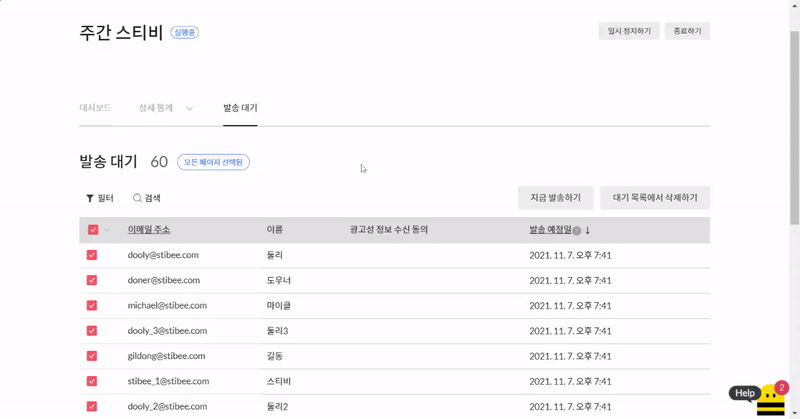 주간 스티비 실행중
일시 정지하기 종료하기
대시보드 상세 통계 발송 대기
발송 대기 60 모든 페이지 선택됨
필터 검색 지금 발송하기 대기 목록에서 삭제하기
이메일 주소 이름 광고성 정보 수신 동의 발송 예정일 ↓
dooly@stibee.com 둘리 2021. 11. 7. 오후 7:41
doner@stibee.com 도우너 2021. 11. 7. 오후 7:41
michael@stibee.com 마이클 2021. 11. 7. 오후 7:41
dooly_3@stibee.com 둘리3 2021. 11. 7. 오후 7:41
gildong@stibee.com 길동 2021. 11. 7. 오후 7:41
stibee_1@stibee.com 스티비 2021. 11. 7. 오후 7:41
dooly_2@stibee.com 둘리2 2021. 11. 7. 오후 7:41
Help 2